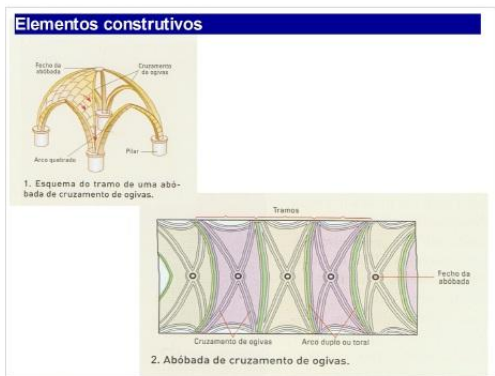 Elementos construtivos
Fecho da
abóbada
Cruzamento
de ogivas
Arco quebrado
Pilar
1. Esquema do tramo de uma abó-
bada de cruzamento de ogivas.
Tramos
Fecho da
abóbada
Cruzamento de ogivas
Arco duplo ou toral
2. Abóbada de cruzamento de ogivas.